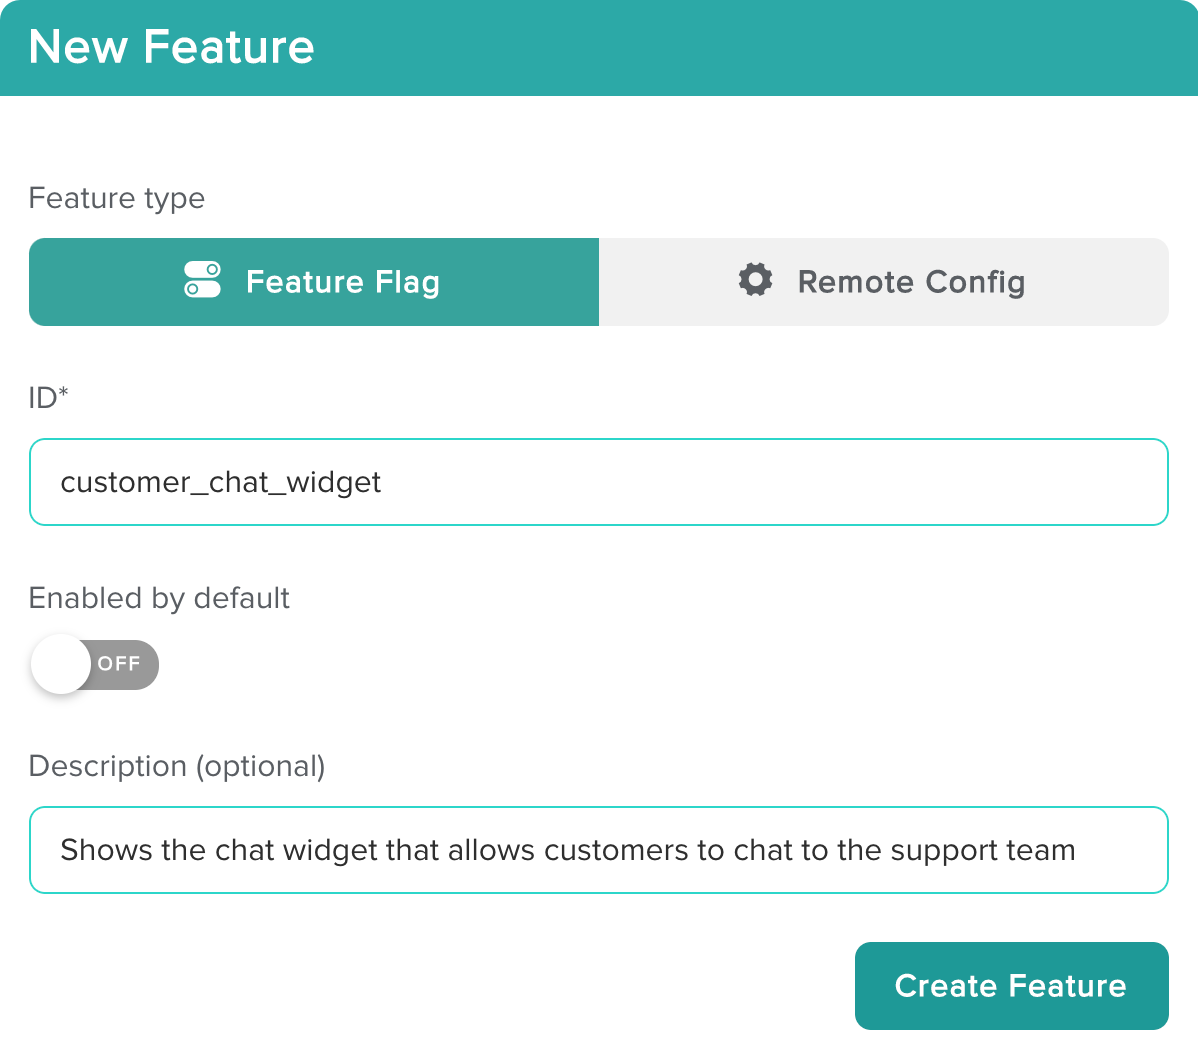 New Feature
Feature type
Feature Flag
Remote Config
ID*
customer_chat_widget
Enabled by default
OFF
Description (optional)
Shows the chat widget that allows customers to chat to the support team
Create Feature